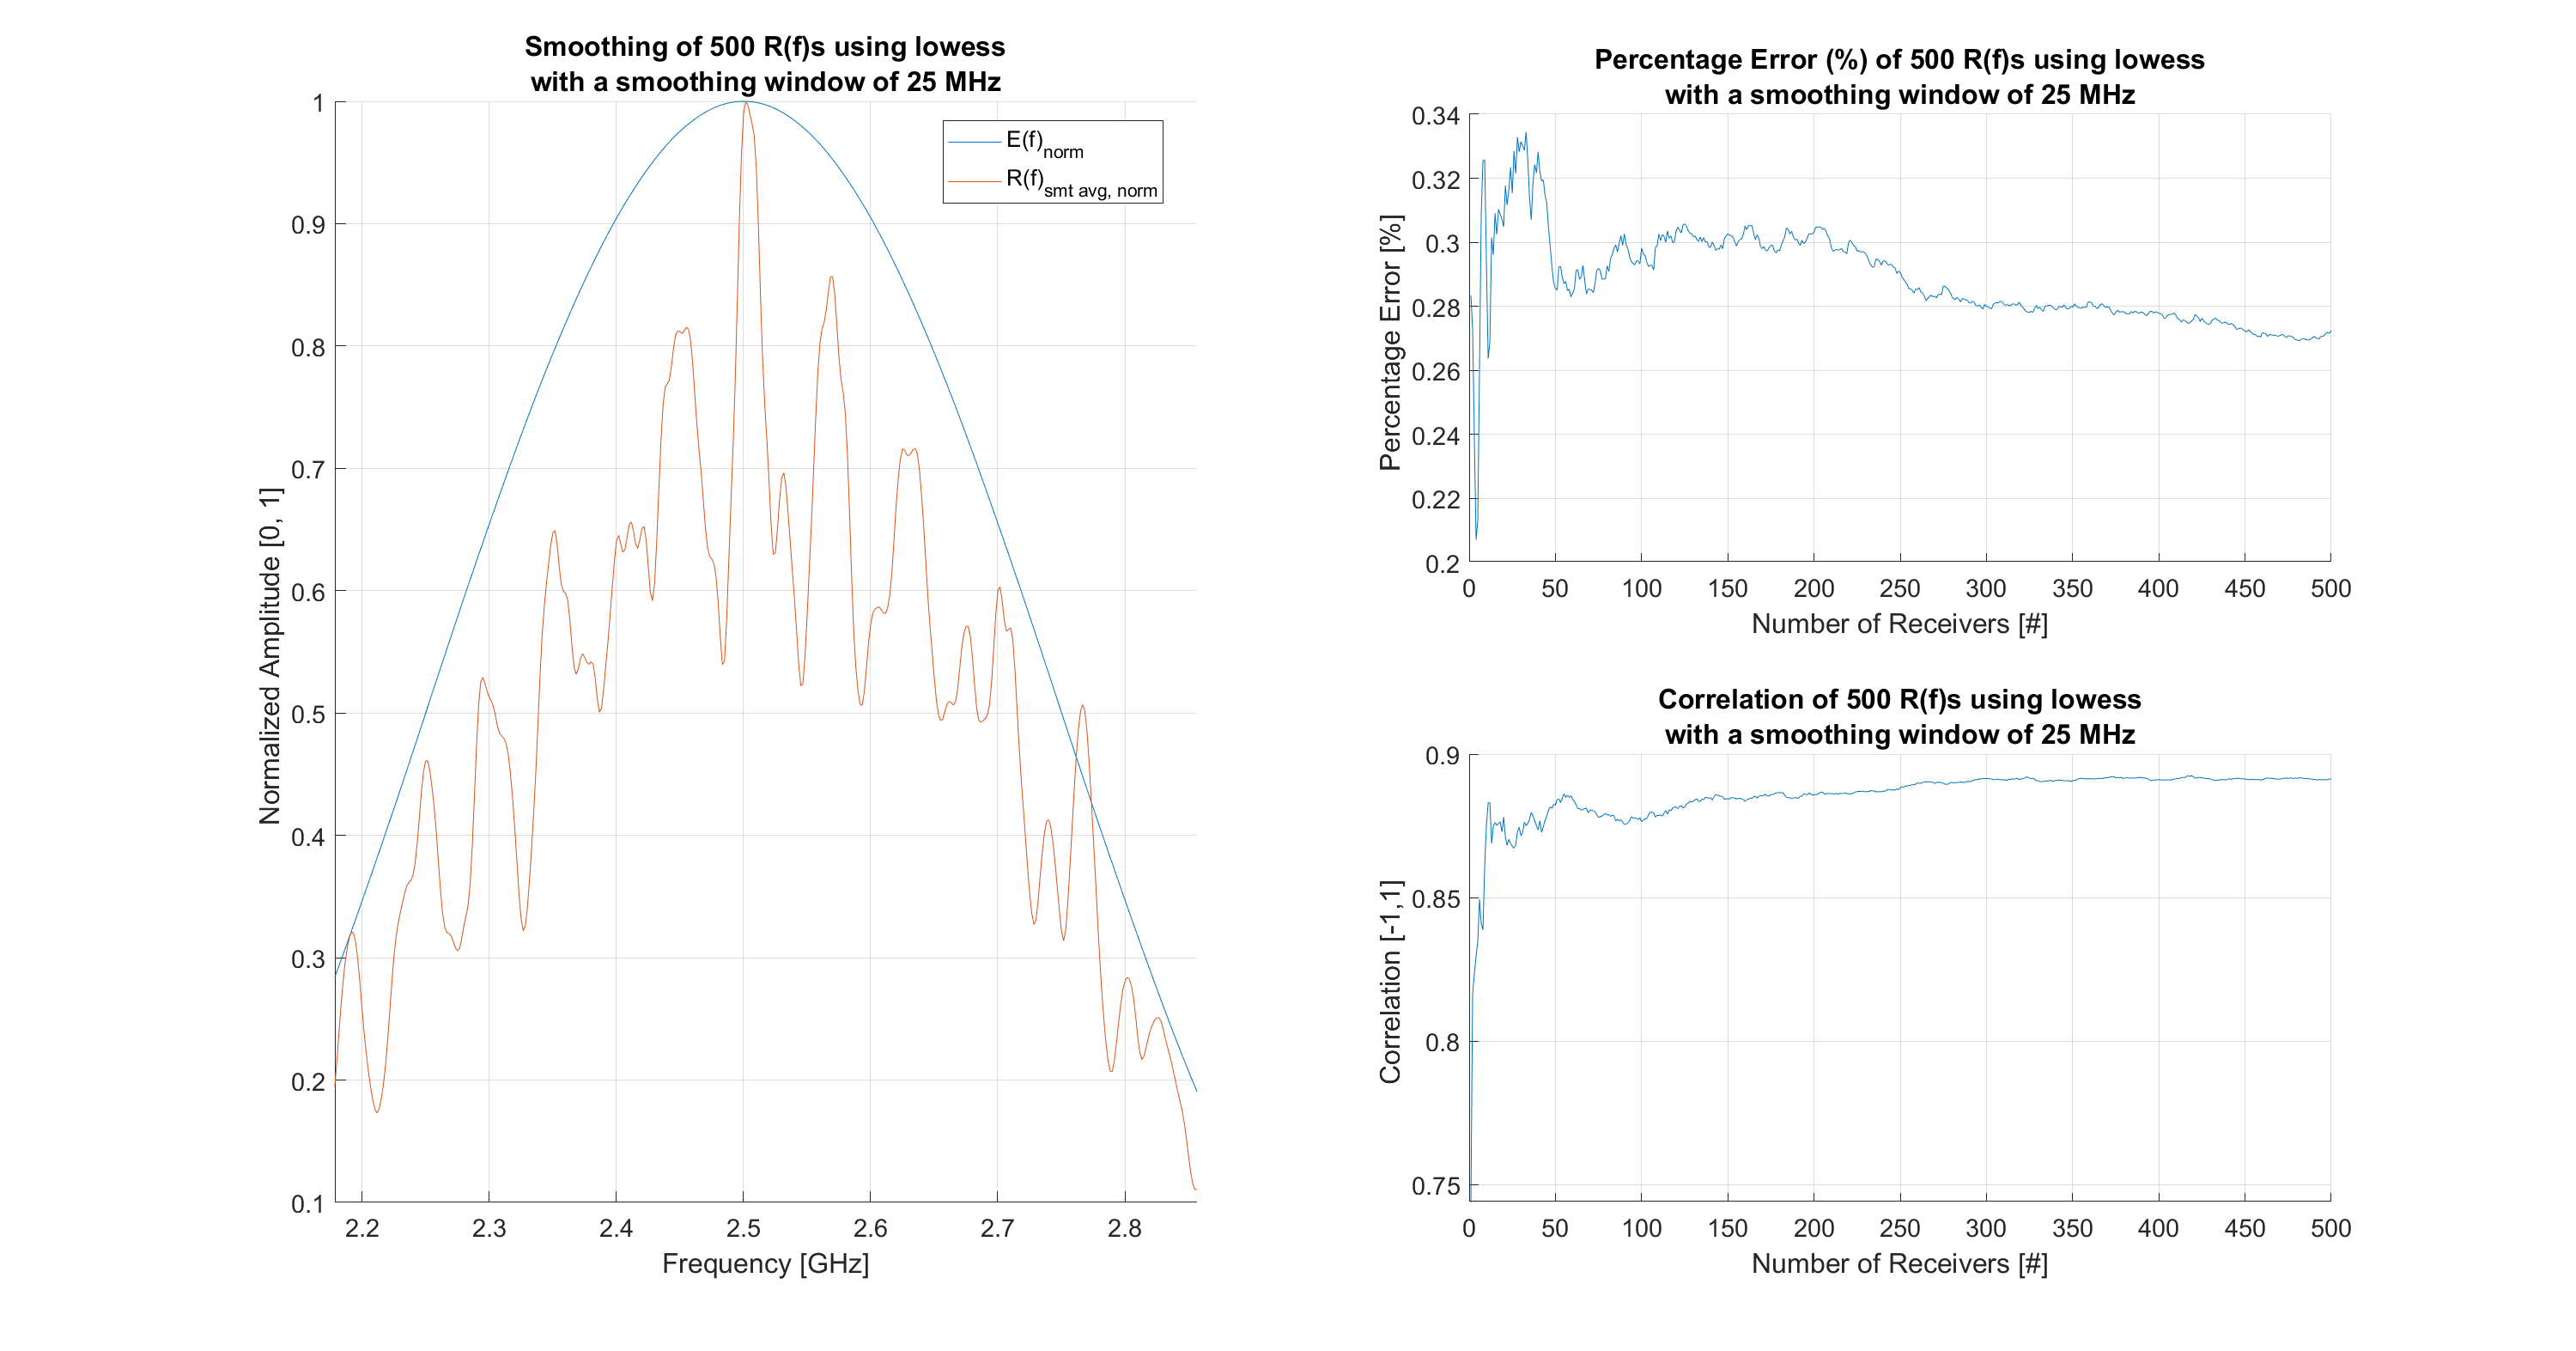 Smoothing of 500 R(f)s using lowess
with a smoothing window of 25 MHz
1
0.9
0.8
0.7
0.6
0.5
0.4
0.3
0.2
0.1
Normalized Amplitude [0, 1]
E(f)norm
R(f)smt avg, norm
2.2 2.3 2.4 2.5 2.6 2.7 2.8
Frequency [GHz]
Percentage Error (%) of 500 R(f)s using lowess
with a smoothing window of 25 MHz
0.34
0.32
0.3
0.28
0.26
0.24
0.22
0.2
Percentage Error [%]
0 50 100 150 200 250 300 350 400 450 500
Number of Receivers [#]
Correlation of 500 R(f)s using lowess
with a smoothing window of 25 MHz
0.9
0.85
0.8
0.75
Correlation [-1,1]
0 50 100 150 200 250 300 350 400 450 500
Number of Receivers [#]